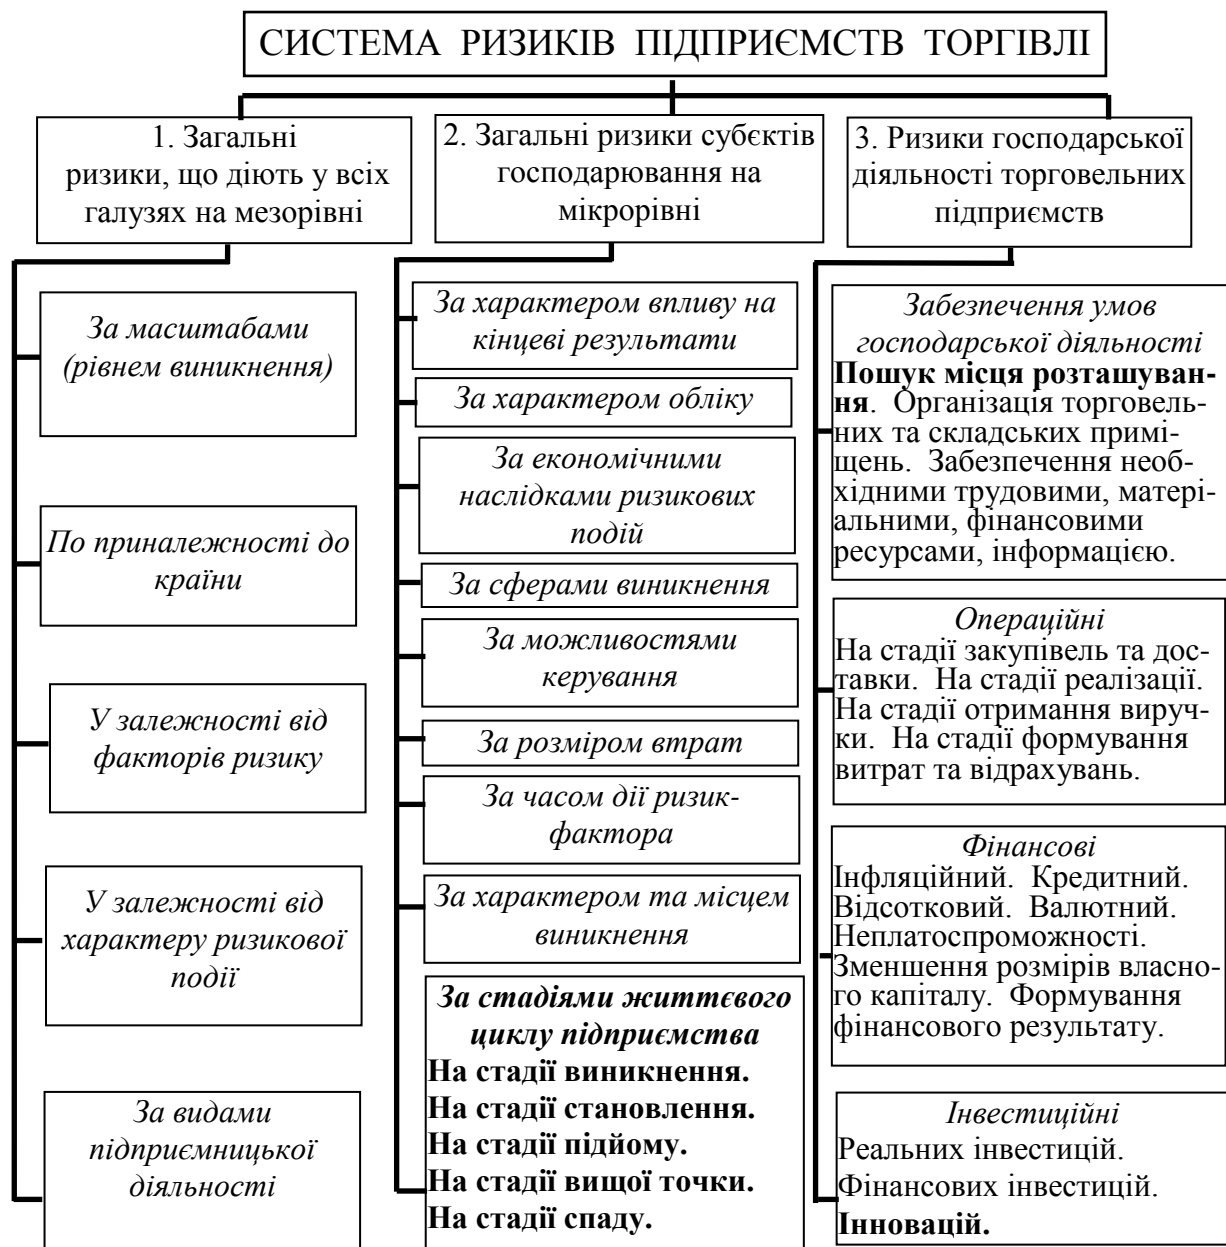 СИСТЕМА РИЗИКІВ ПІДПРИЄМСТВ ТОРГІВЛІ
1. Загальні
ризики, що діють у всіх
галузях на мезорівні
За масштабами
(рівнем виникнення)
По приналежності до
країни
У залежності від
факторів ризику
У залежності від
характеру ризикової
події
За видами
підприємницької
діяльності
2. Загальні ризики субєктів
господарювання на
мікрорівні
За характером впливу на
кінцеві результати
За характером обліку
За економічними
наслідками ризикових
подій
За сферами виникнення
За можливостями
керування
За розміром втрат
За часом дії ризик-
фактора
За характером та місцем
виникнення
За стадіями життєвого
циклу підприємства
На стадії виникнення.
На стадії становлення.
На стадії підйому.
На стадії вищої точки.
На стадії спаду.
3. Ризики господарської
діяльності торговельних
підприємств
Забезпечення умов
господарської діяльності
Пошук місця розташуван-
ня. Організація торговель-
них та складських примі-
щень. Забезпечення необ-
хідними трудовими, матері-
альними, фінансовими
ресурсами, інформацією.
Операційні
На стадії закупівель та дос-
тавки. На стадії реалізації.
На стадії отримання вируч-
ки. На стадії формування
витрат та відрахувань.
Фінансові
Інфляційний. Кредитний.
Відсотковий. Валютний.
Неплатоспроможності.
Зменшення розмірів власно-
го капіталу. Формування
фінансового результату.
Інвестиційні
Реальних інвестицій.
Фінансових інвестицій.
Інновацій.